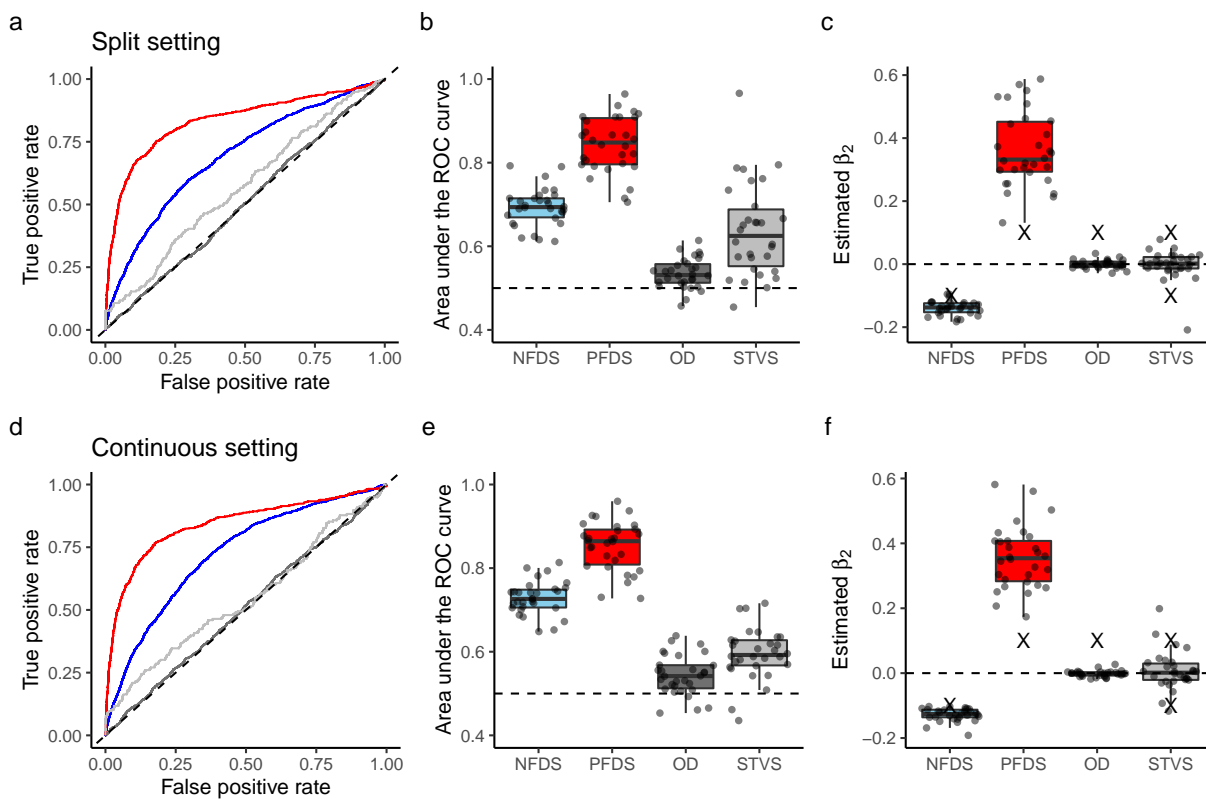 a
Split setting
True positive rate
1.00
0.75
0.50
0.25
0.00
0.00 0.25 0.50 0.75 1.00
False positive rate
b
Area under the ROC curve
1.0
0.8
0.6
0.4
NFDS PFDS OD STVS
c
Estimated β₂
0.6
0.4
0.2
0.0
−0.2
X X X X X
NFDS PFDS OD STVS
d
Continuous setting
True positive rate
1.00
0.75
0.50
0.25
0.00
0.00 0.25 0.50 0.75 1.00
False positive rate
e
Area under the ROC curve
1.0
0.8
0.6
0.4
NFDS PFDS OD STVS
f
Estimated β₂
0.6
0.4
0.2
0.0
−0.2
X X X X X
NFDS PFDS OD STVS